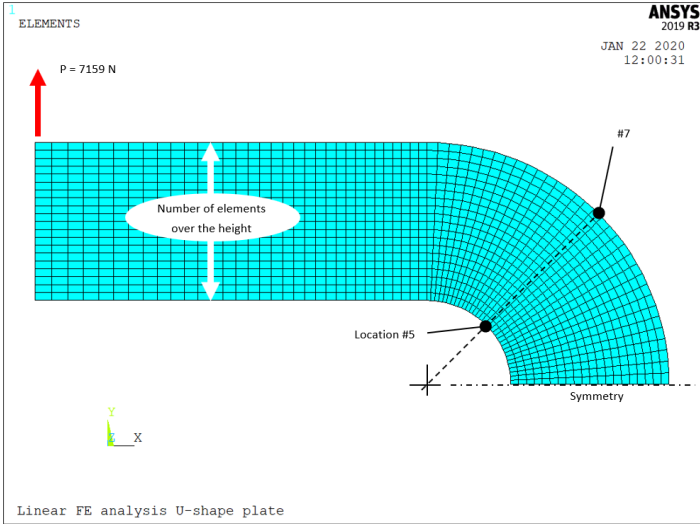 1
ELEMENTS
ANSYS
2019 R3
JAN 22 2020
12:00:31
P = 7159 N
#7
Number of elements
over the height
Location #5
Symmetry
Y
Z X
Linear FE analysis U-shape plate